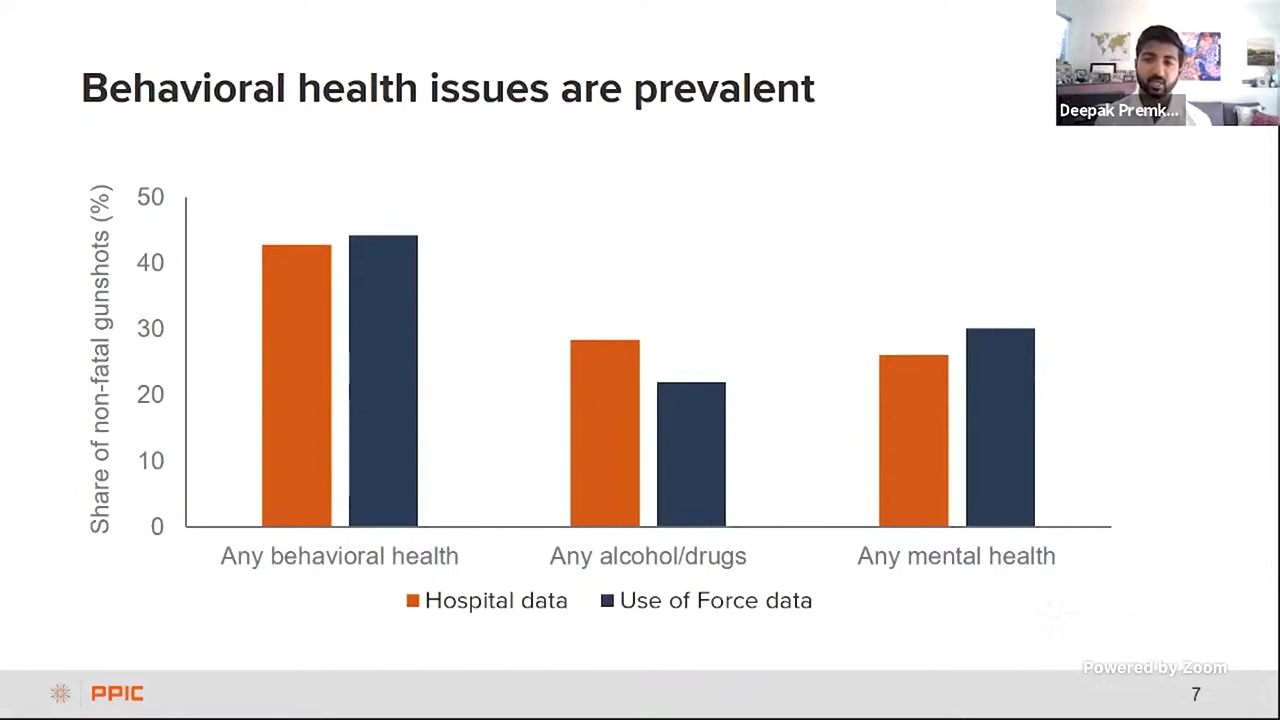 Behavioral health issues are prevalent
Deepak Premk...
Share of non-fatal gunshots (%)
50
40
30
20
10
0
Any behavioral health
Any alcohol/drugs
Any mental health
Hospital data
Use of Force data
Powered by Zoom
PPIC
7